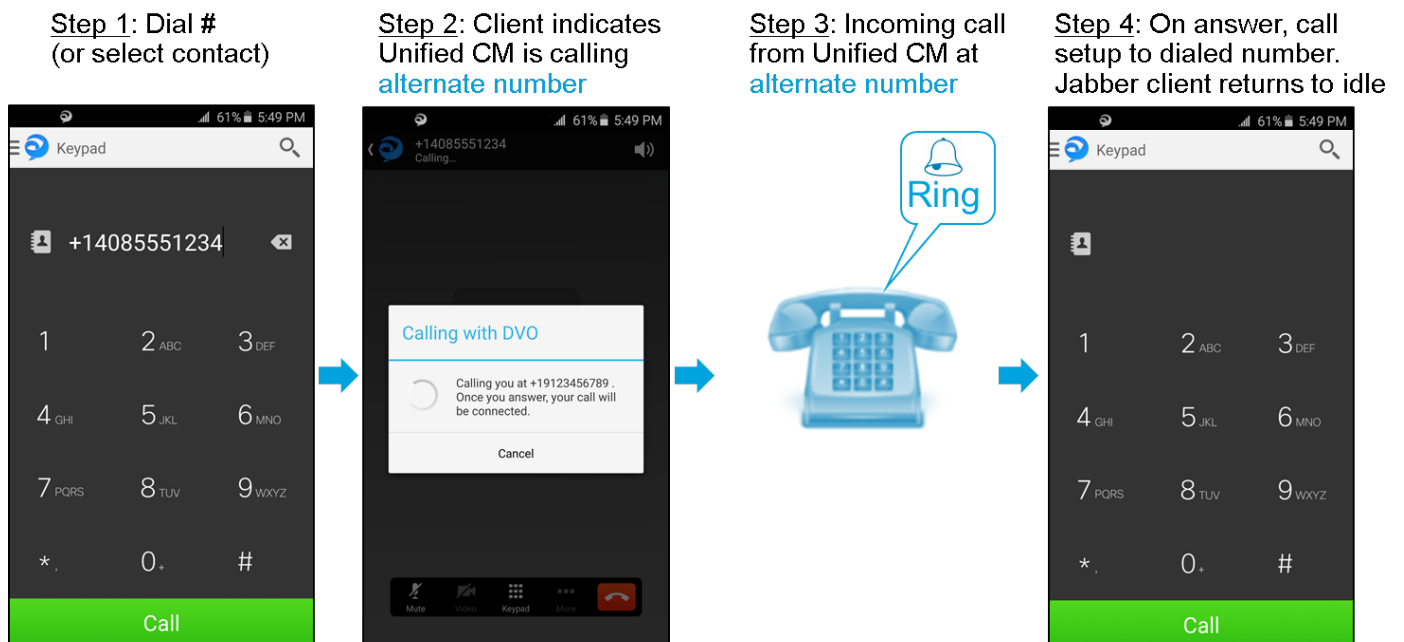 Step 1: Dial #
(or select contact)
Step 2: Client indicates
Unified CM is calling
alternate number
Step 3: Incoming call
from Unified CM at
alternate number
Step 4: On answer, call
setup to dialed number.
Jabber client returns to idle
61% 5:49 PM
Keypad
+14085551234
1
2 ABC
3 DEF
4 GHI
5 JKL
6 MNO
7 PQRS
8 TUV
9 WXYZ
* ,
0 +
#
Call
61% 5:49 PM
+14085551234
Calling...
Calling with DVO
Calling you at +19123456789 .
Once you answer, your call will
be connected.
Cancel
Mute
Video
Keypad
More
Ring
61% 5:49 PM
Keypad
1
2 ABC
3 DEF
4 GHI
5 JKL
6 MNO
7 PQRS
8 TUV
9 WXYZ
* ,
0 +
#
Call